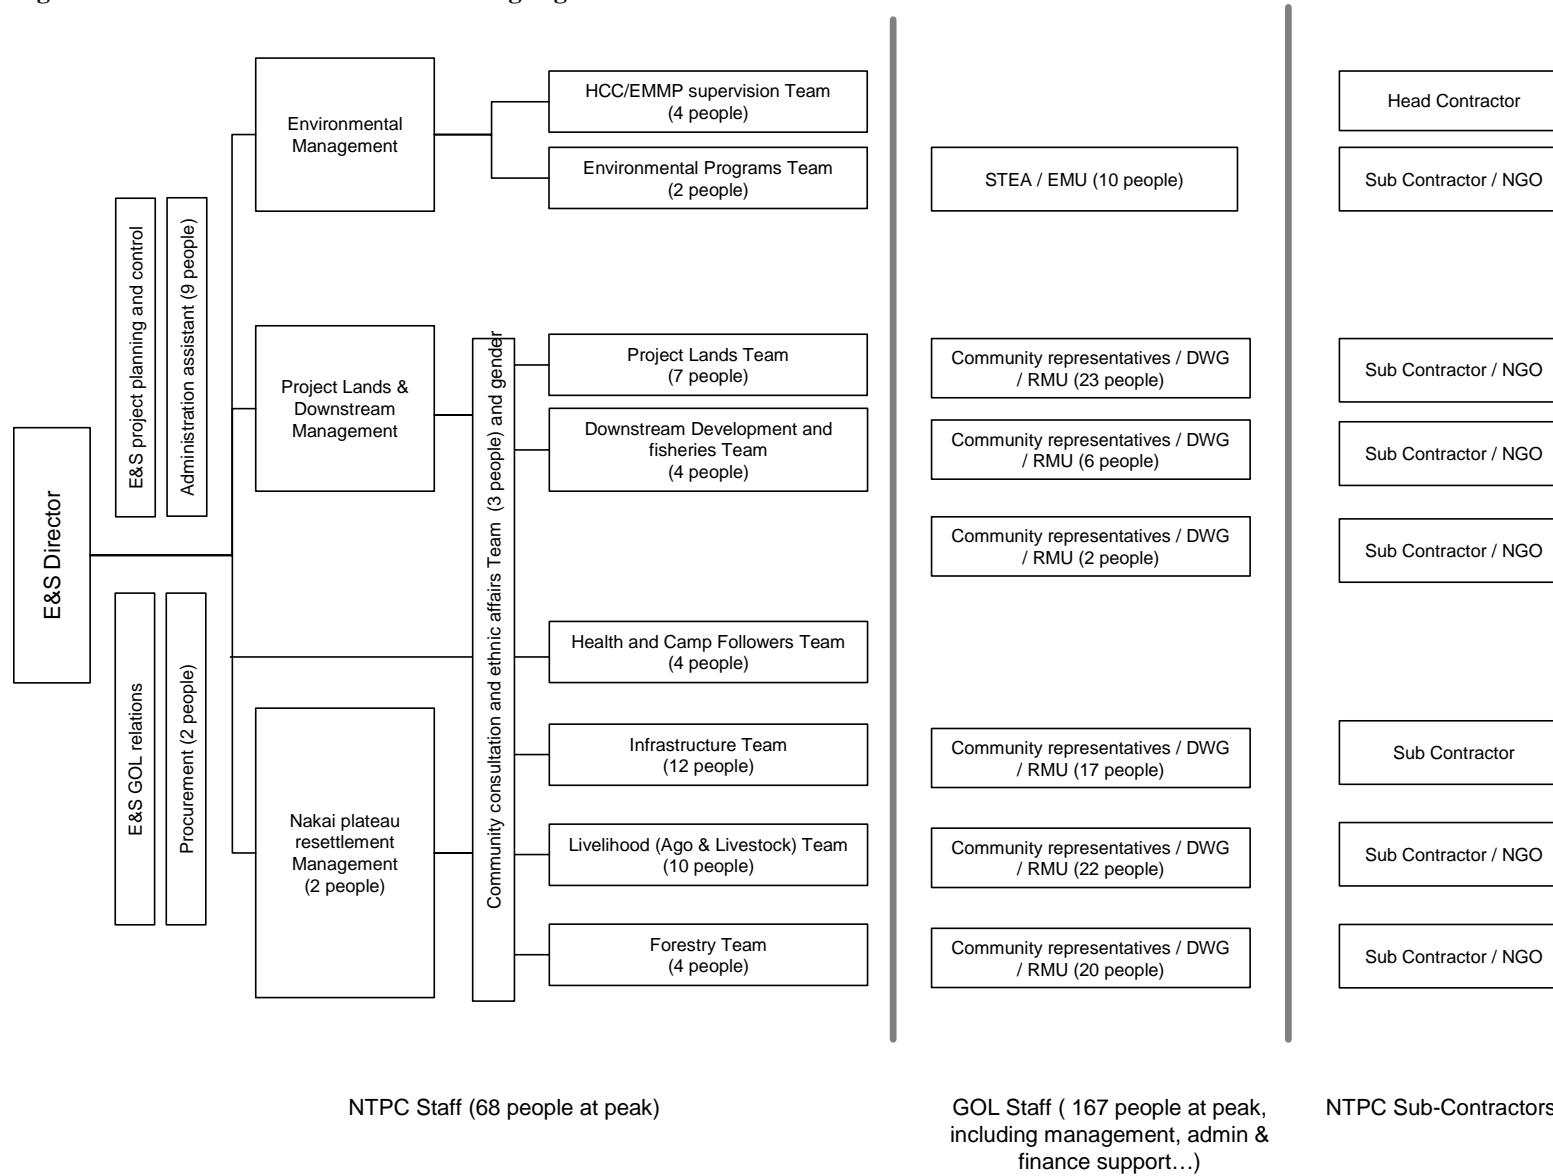 E&S Director
E&S project planning and control
Administration assistant (9 people)
E&S GOL relations
Procurement (2 people)
Environmental
Management
Project Lands &
Downstream
Management
Nakai plateau
resettlement
Management
(2 people)
Community consultation and ethnic affairs Team  (3 people) and gender
HCC/EMMP supervision Team
(4 people)
Environmental Programs Team
(2 people)
Project Lands Team
(7 people)
Downstream Development and
fisheries Team
(4 people)
Health and Camp Followers Team
(4 people)
Infrastructure Team
(12 people)
Livelihood (Ago & Livestock) Team
(10 people)
Forestry Team
(4 people)
STEA / EMU (10 people)
Community representatives / DWG
/ RMU (23 people)
Community representatives / DWG
/ RMU (6 people)
Community representatives / DWG
/ RMU (2 people)
Community representatives / DWG
/ RMU (17 people)
Community representatives / DWG
/ RMU (22 people)
Community representatives / DWG
/ RMU (20 people)
Head Contractor
Sub Contractor / NGO
Sub Contractor / NGO
Sub Contractor / NGO
Sub Contractor / NGO
Sub Contractor
Sub Contractor / NGO
Sub Contractor / NGO
NTPC Staff (68 people at peak)
GOL Staff ( 167 people at peak,
including management, admin &
finance support…)
NTPC Sub-Contractors